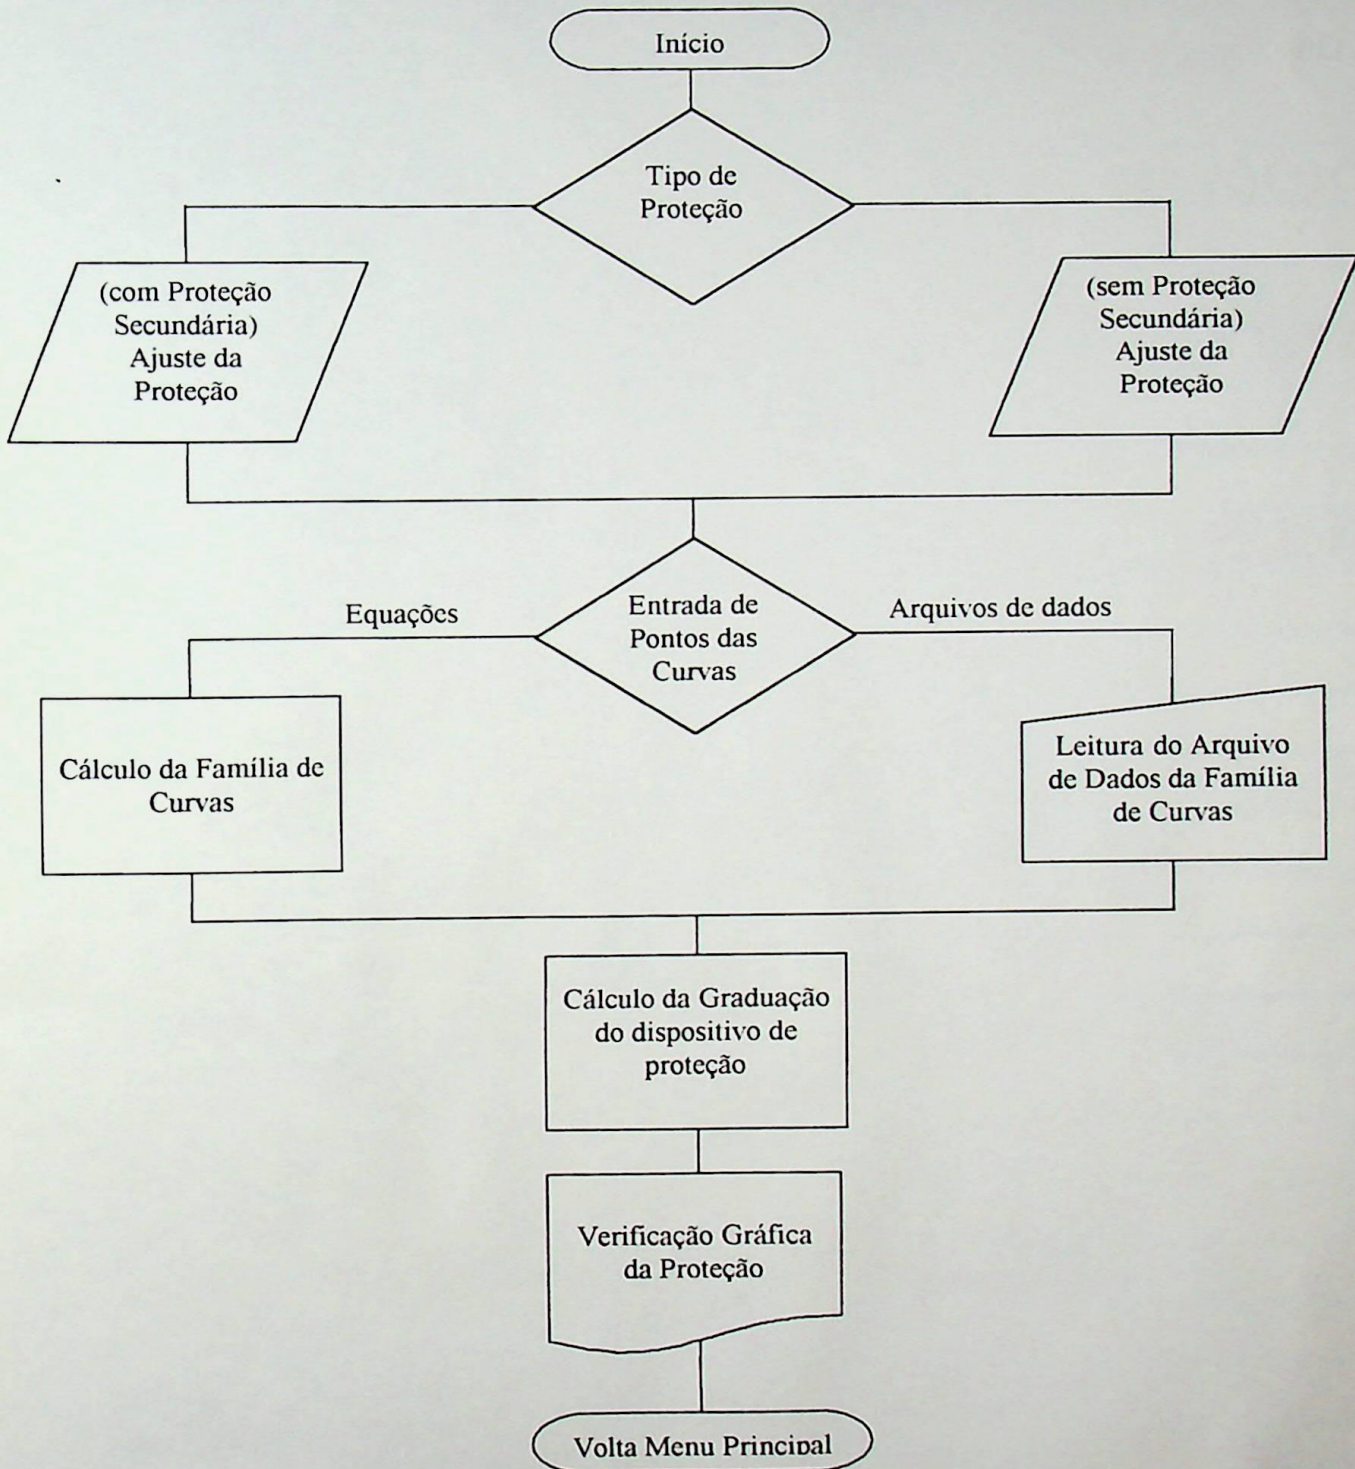 Início
Tipo de
Proteção
(com Proteção
Secundária)
Ajuste da
Proteção
(sem Proteção
Secundária)
Ajuste da
Proteção
Equações
Entrada de
Pontos das
Curvas
Arquivos de dados
Cálculo da Família de
Curvas
Leitura do Arquivo
de Dados da Família
de Curvas
Cálculo da Graduação
do dispositivo de
proteção
Verificação Gráfica
da Proteção
Volta Menu Principal